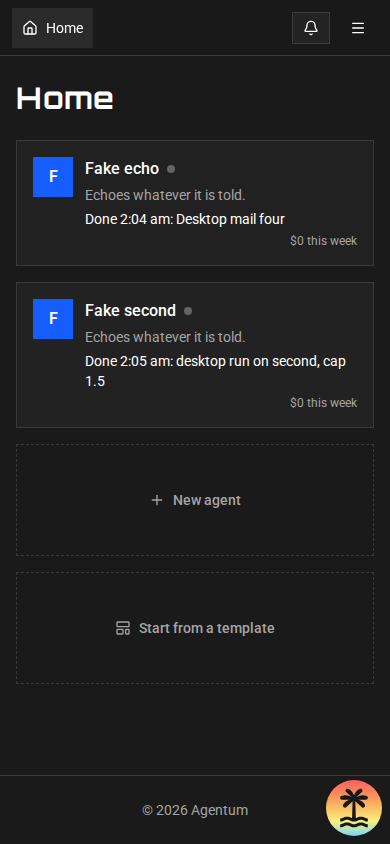 Home
Home
F
Fake echo
Echoes whatever it is told.
Done 2:04 am: Desktop mail four
$0 this week
F
Fake second
Echoes whatever it is told.
Done 2:05 am: desktop run on second, cap
1.5
$0 this week
New agent
Start from a template
© 2026 Agentum